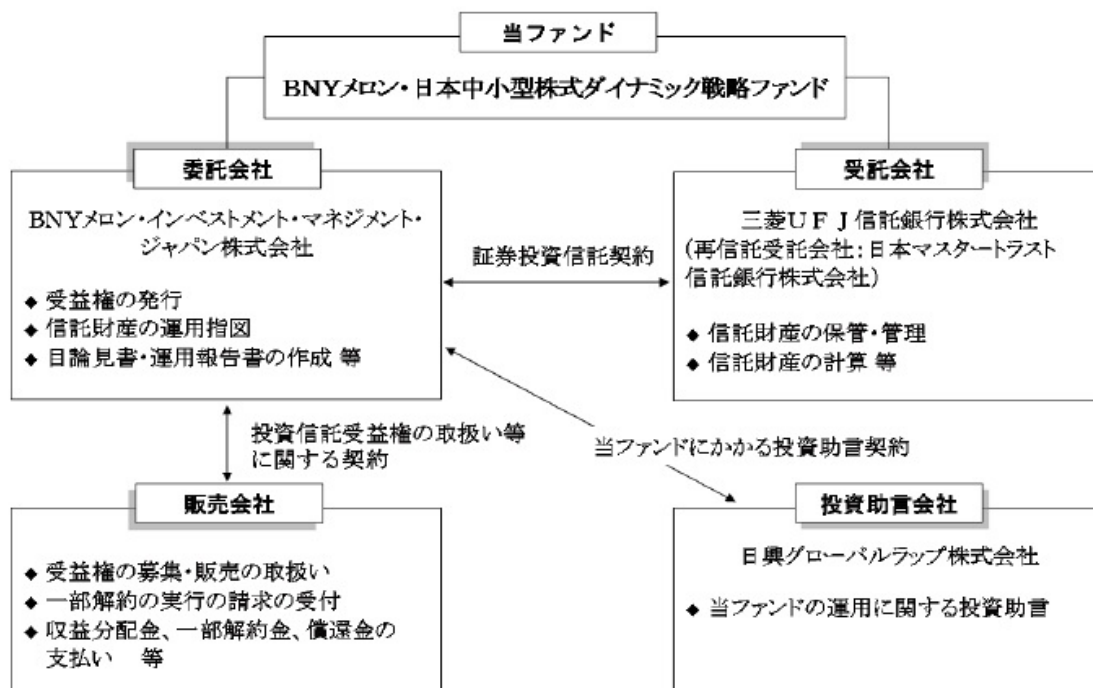 当ファンド
BNYメロン・日本中小型株式ダイナミック戦略ファンド
委託会社
BNYメロン・インベストメント・マネジメント・
ジャパン株式会社
◆ 受益権の発行
◆ 信託財産の運用指図
◆ 目論見書・運用報告書の作成 等
証券投資信託契約
受託会社
三菱UFJ信託銀行株式会社
(再信託受託会社:日本マスタートラスト
信託銀行株式会社)
◆ 信託財産の保管・管理
◆ 信託財産の計算 等
投資信託受益権の取扱い等
に関する契約
当ファンドにかかる投資助言契約
販売会社
◆ 受益権の募集・販売の取扱い
◆ 一部解約の実行の請求の受付
◆ 収益分配金、一部解約金、償還金の
支払い 等
投資助言会社
日興グローバルラップ株式会社
◆ 当ファンドの運用に関する投資助言